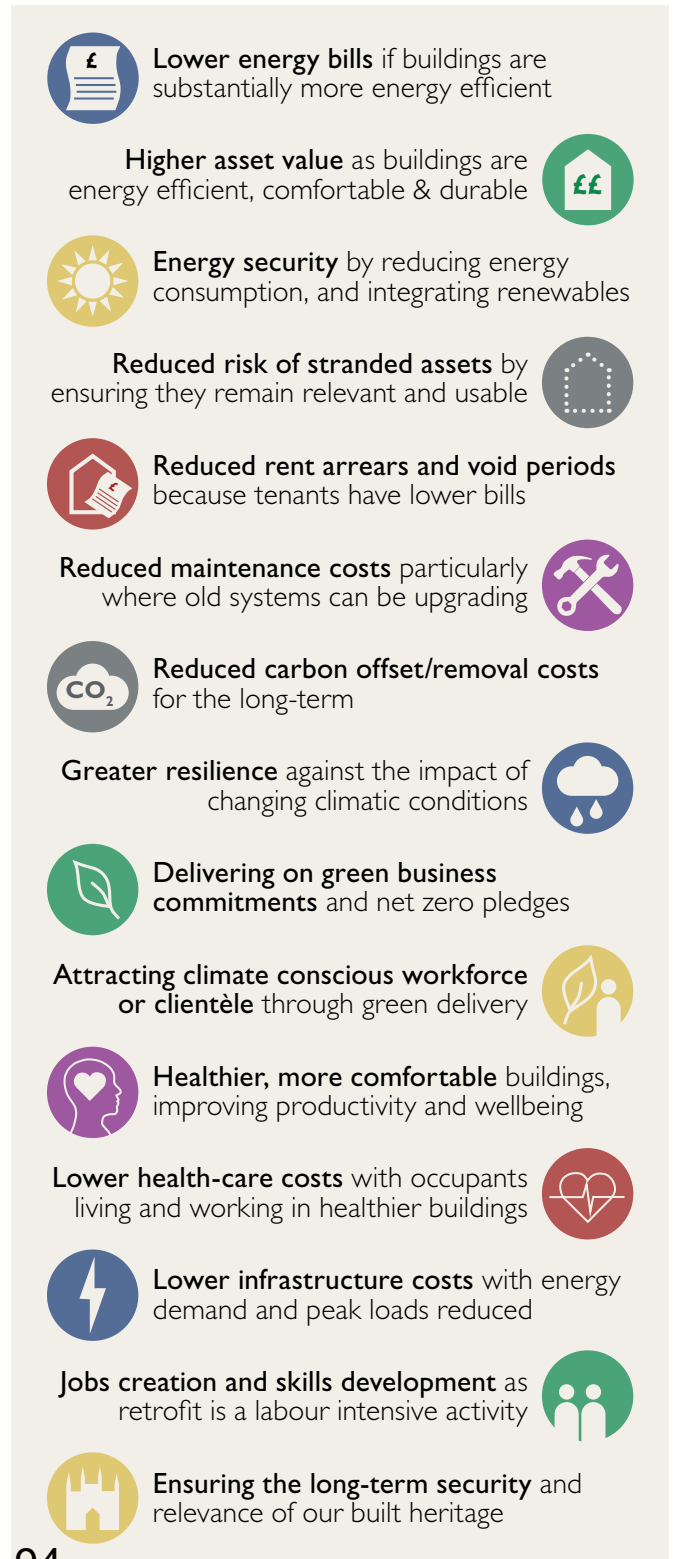 £
Lower energy bills if buildings are
substantially more energy efficient
Higher asset value as buildings are
energy efficient, comfortable & durable
££
Energy security by reducing energy
consumption, and integrating renewables
Reduced risk of stranded assets by
ensuring they remain relevant and usable
£
Reduced rent arrears and void periods
because tenants have lower bills
Reduced maintenance costs particularly
where old systems can be upgrading
CO₂
Reduced carbon offset/removal costs
for the long-term
Greater resilience against the impact of
changing climatic conditions
Delivering on green business
commitments and net zero pledges
Attracting climate conscious workforce
or clientèle through green delivery
Healthier, more comfortable buildings,
improving productivity and wellbeing
Lower health-care costs with occupants
living and working in healthier buildings
Lower infrastructure costs with energy
demand and peak loads reduced
Jobs creation and skills development as
retrofit is a labour intensive activity
Ensuring the long-term security and
relevance of our built heritage